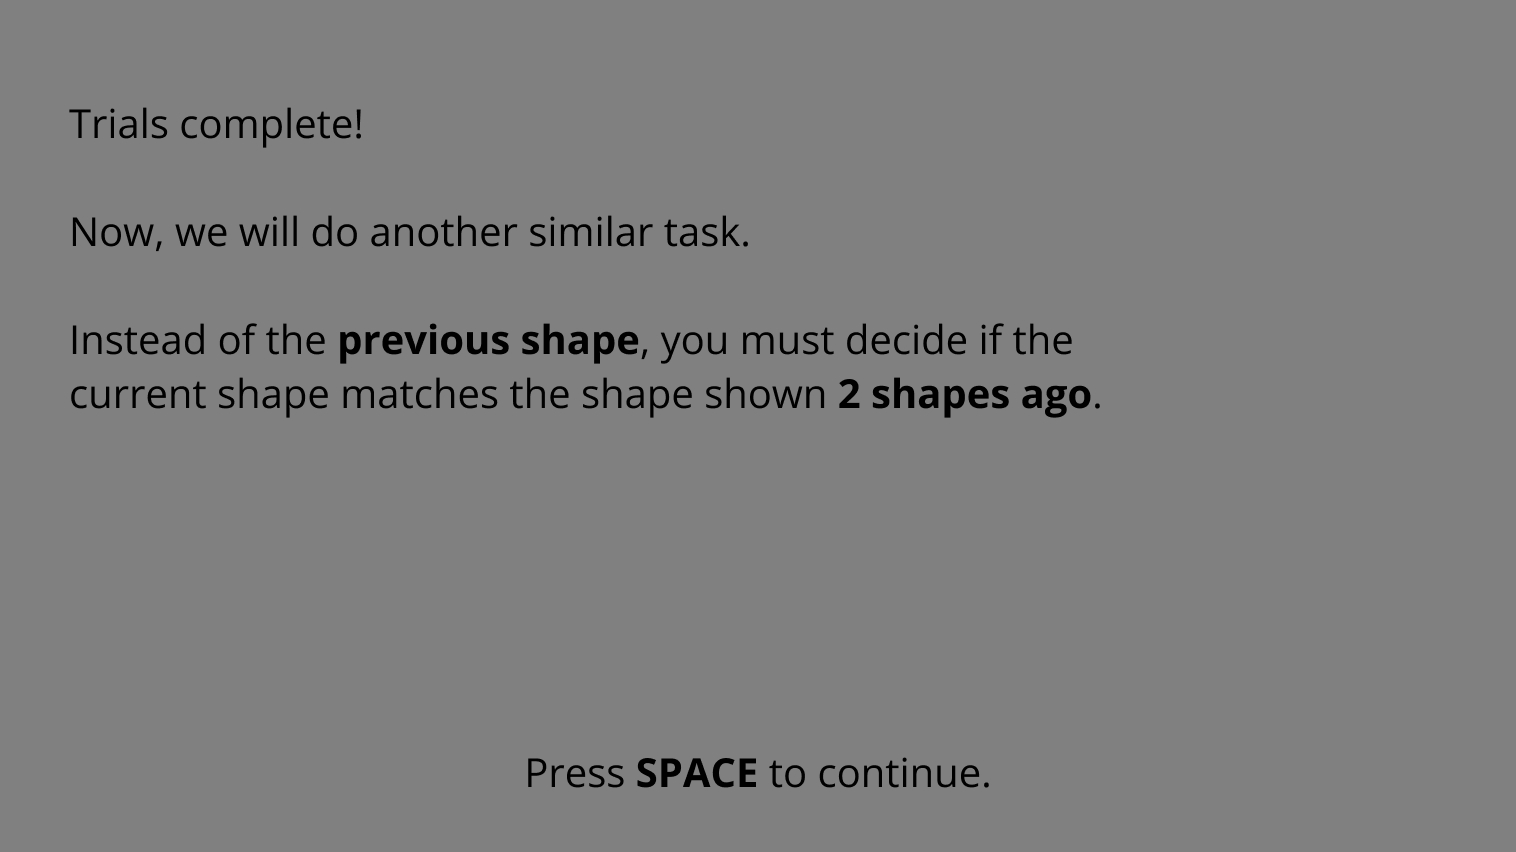 Trials complete!
Now, we will do another similar task.
Instead of the previous shape, you must decide if the
current shape matches the shape shown 2 shapes ago.
Press SPACE to continue.